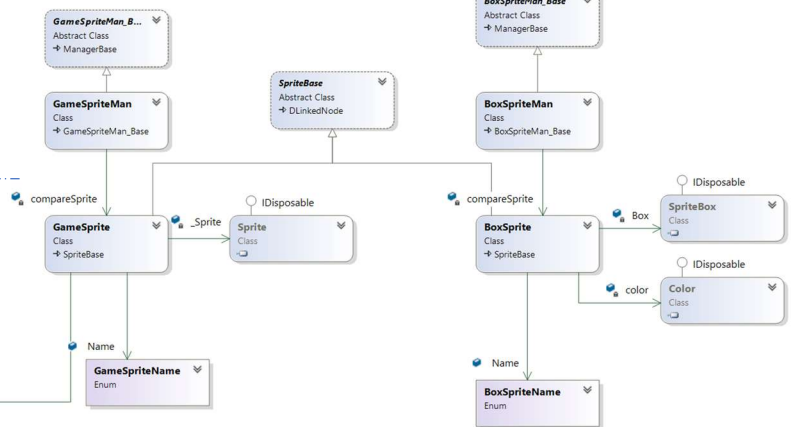 GameSpriteMan_B...
Abstract Class
ManagerBase
BoxSpriteMan_Base
Abstract Class
ManagerBase
SpriteBase
Abstract Class
DLinkedNode
GameSpriteMan
Class
GameSpriteMan_Base
BoxSpriteMan
Class
BoxSpriteMan_Base
compareSprite
compareSprite
GameSprite
Class
SpriteBase
_Sprite
IDisposable
Sprite
Class
BoxSprite
Class
SpriteBase
Box
IDisposable
SpriteBox
Class
color
IDisposable
Color
Class
Name
GameSpriteName
Enum
Name
BoxSpriteName
Enum